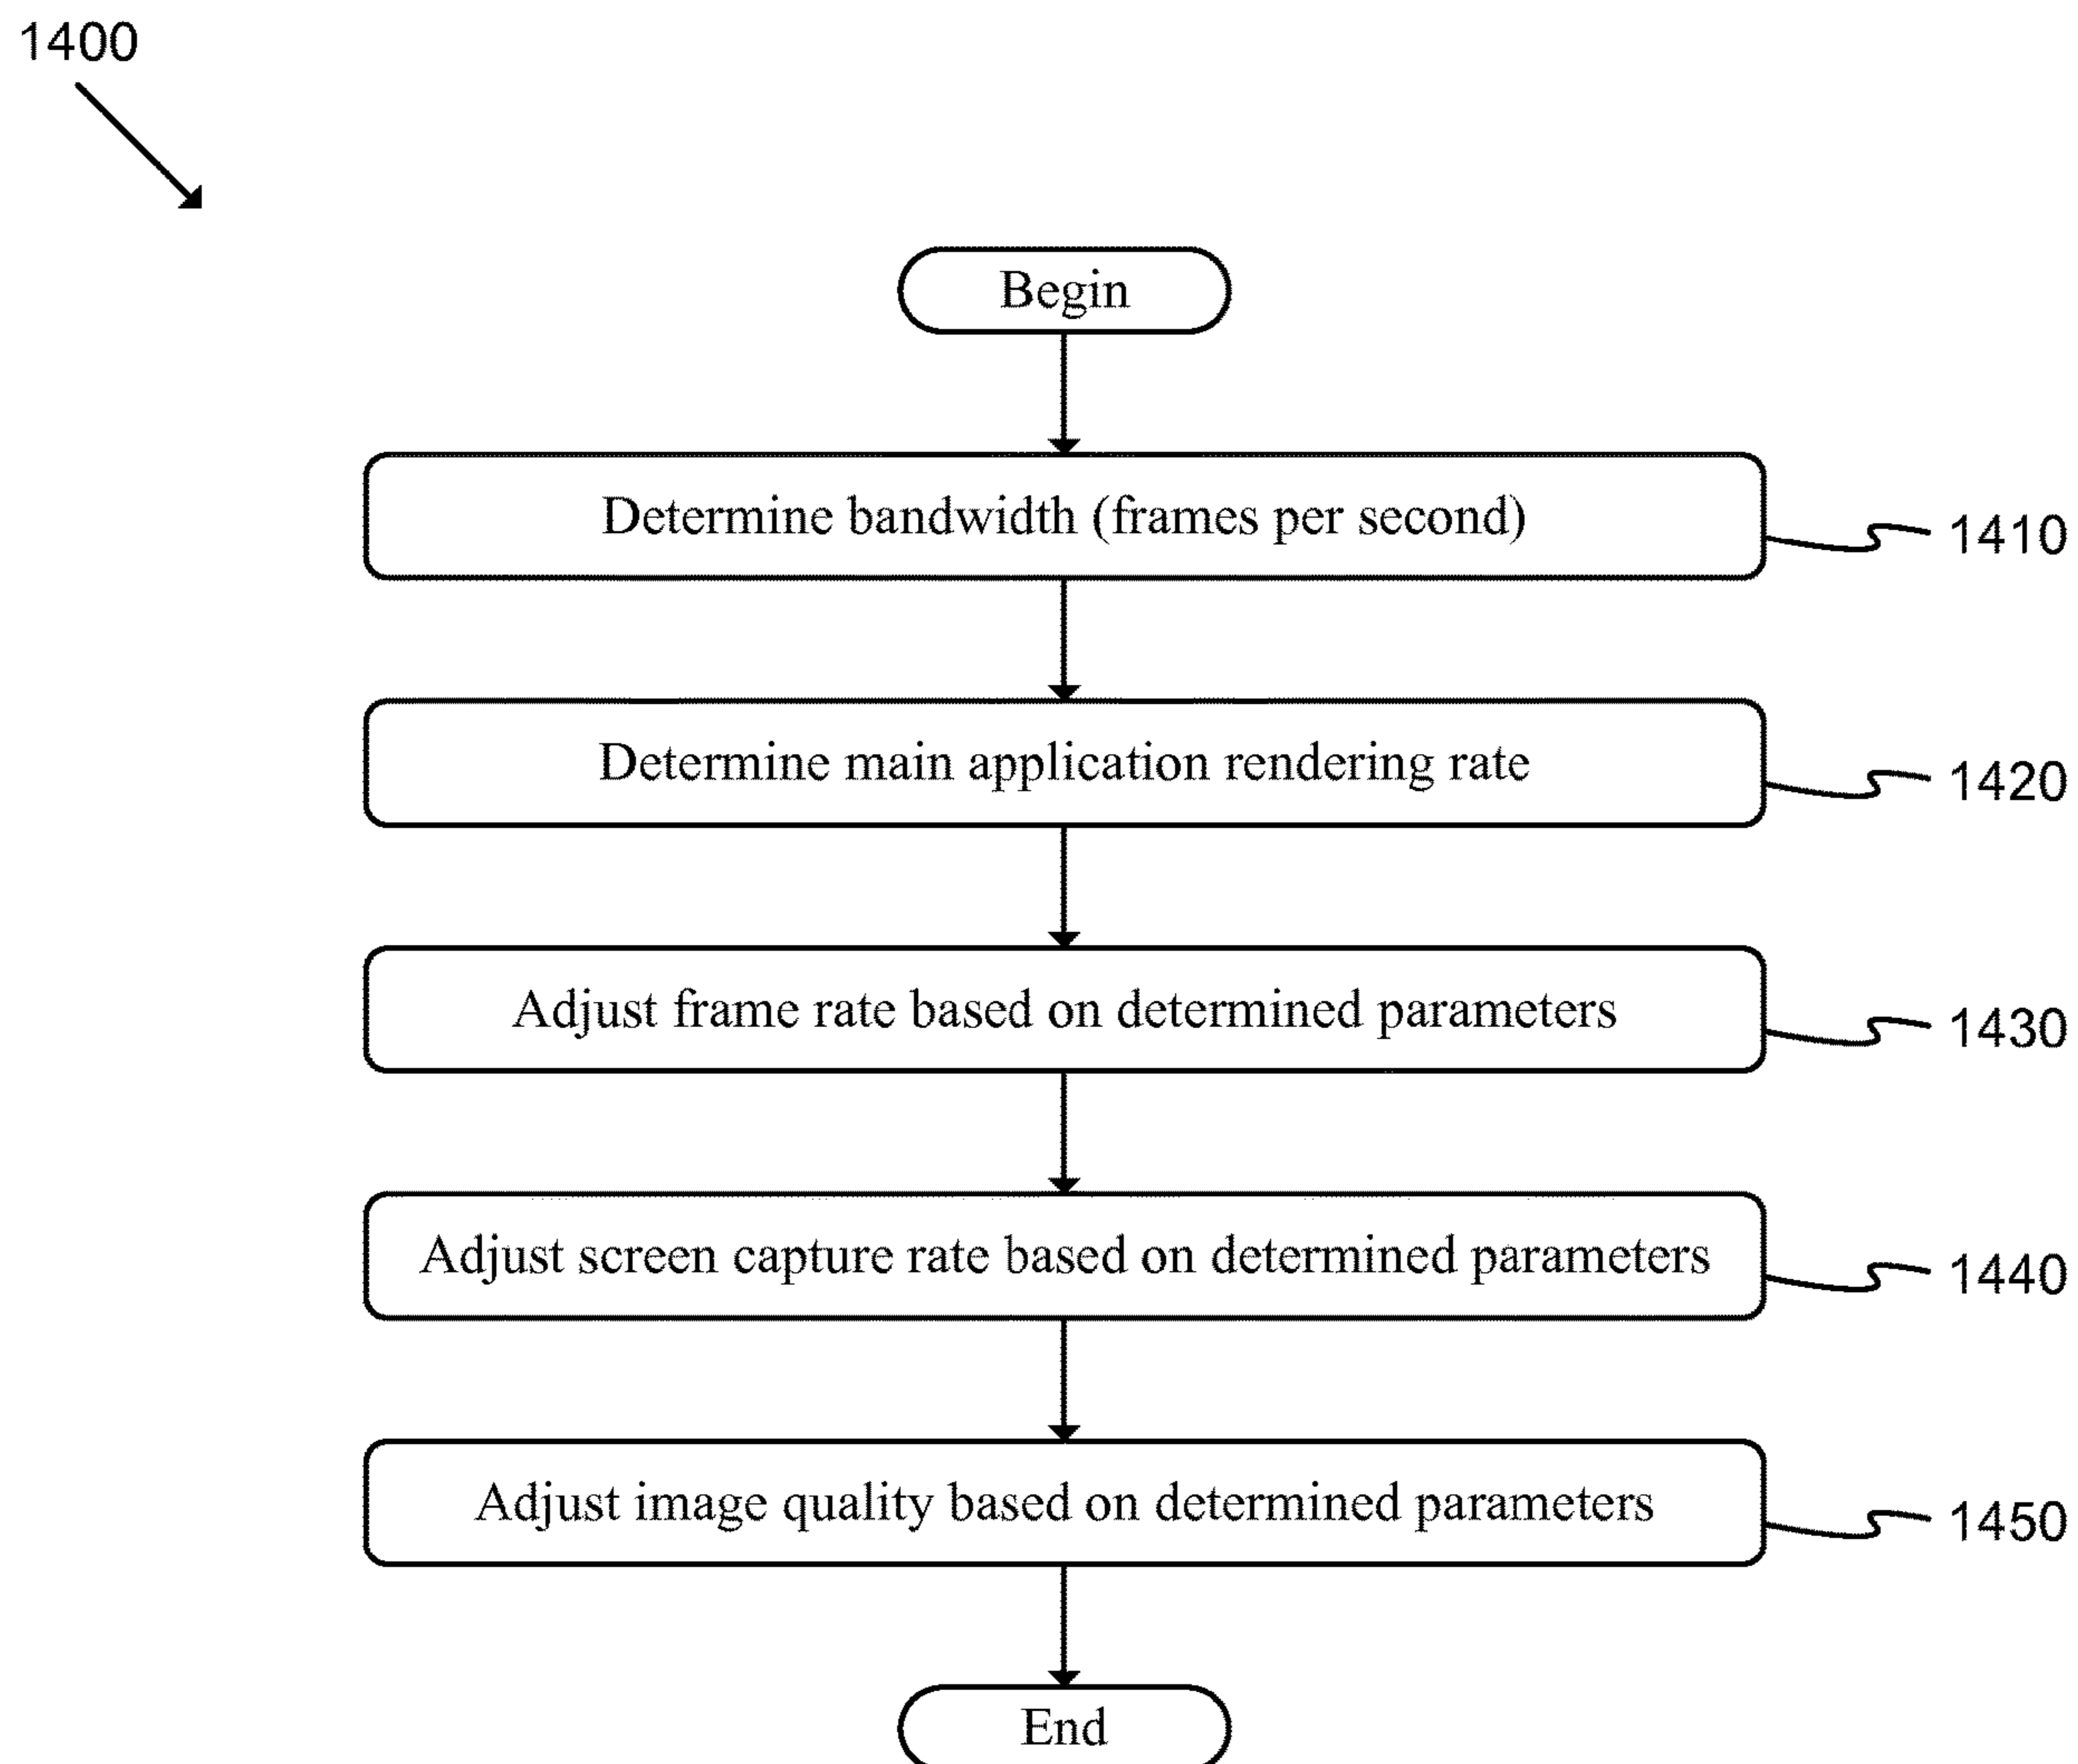 1400
Begin
Determine bandwidth (frames per second)
1410
Determine main application rendering rate
1420
Adjust frame rate based on determined parameters
1430
Adjust screen capture rate based on determined parameters
1440
Adjust image quality based on determined parameters
1450
End